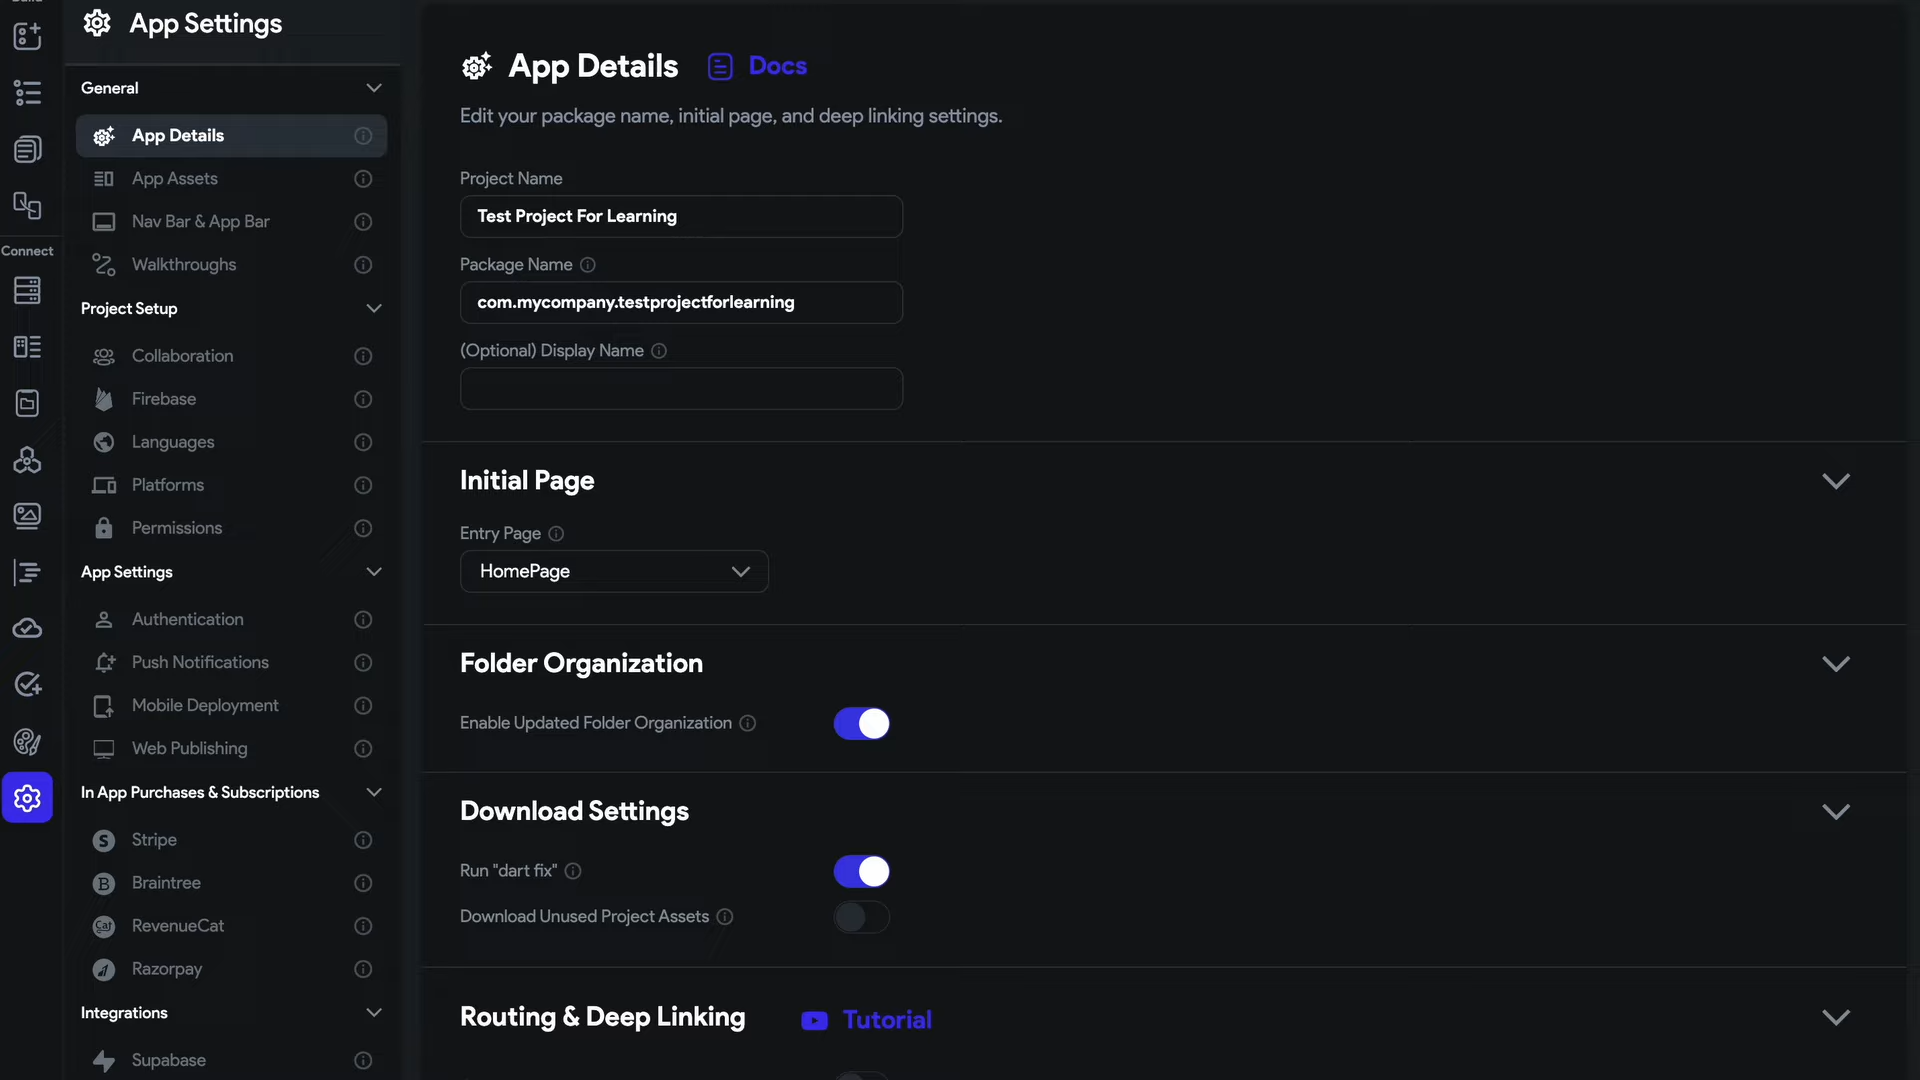 App Settings
General
App Details
App Assets
Nav Bar & App Bar
Walkthroughs
Connect
Project Setup
Collaboration
Firebase
Languages
Platforms
Permissions
App Settings
Authentication
Push Notifications
Mobile Deployment
Web Publishing
In App Purchases & Subscriptions
Stripe
Braintree
RevenueCat
Razorpay
Integrations
Supabase
App Details
Docs
Edit your package name, initial page, and deep linking settings.
Project Name
Test Project For Learning
Package Name
com.mycompany.testprojectforlearning
(Optional) Display Name
Initial Page
Entry Page
HomePage
Folder Organization
Enable Updated Folder Organization
Download Settings
Run "dart fix"
Download Unused Project Assets
Routing & Deep Linking
Tutorial